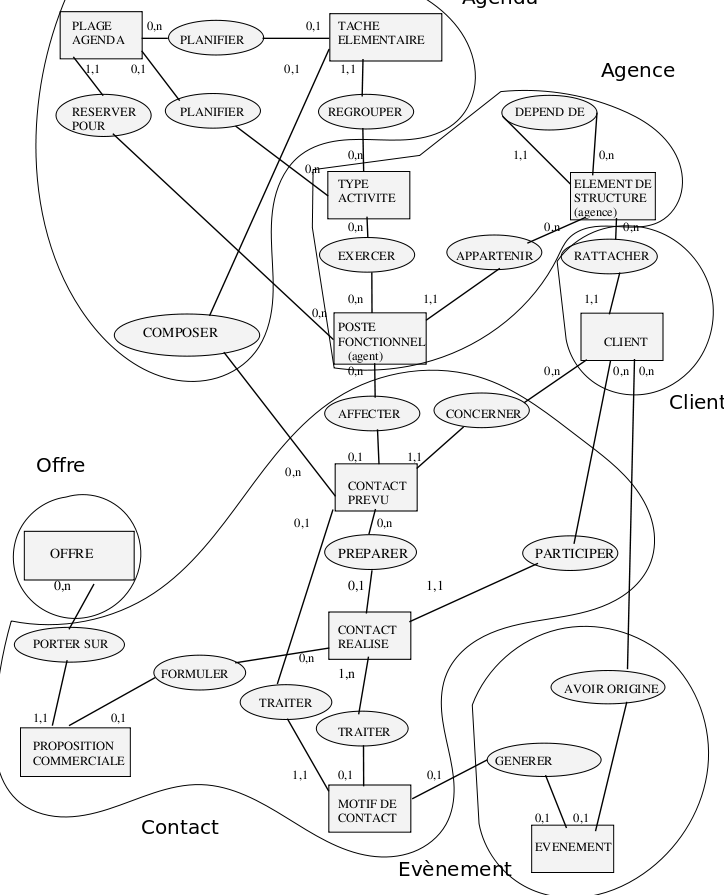 Agenda
PLAGE
AGENDA
0,n
PLANIFIER
0,1
TACHE
ELEMENTAIRE
1,1
0,1
0,1
1,1
Agence
RESERVER
POUR
PLANIFIER
REGROUPER
DEPEND DE
1,1
0,n
0,n
0,n
TYPE
ACTIVITE
ELEMENT DE
STRUCTURE
(agence)
0,n
0,n
0,n
EXERCER
APPARTENIR
RATTACHER
0,n
1,1
1,1
0,n
COMPOSER
POSTE
FONCTIONNEL
(agent)
CLIENT
0,n
0,n
0,n
0,n
Client
AFFECTER
CONCERNER
0,1
1,1
Offre
0,n
CONTACT
PREVU
0,1
0,n
OFFRE
PREPARER
PARTICIPER
0,n
0,1
1,1
PORTER SUR
CONTACT
REALISE
0,n
FORMULER
1,n
TRAITER
AVOIR ORIGINE
1,1
0,1
TRAITER
PROPOSITION
COMMERCIALE
GENERER
1,1
0,1
0,1
MOTIF DE
CONTACT
0,1
0,1
Contact
EVENEMENT
Evènement